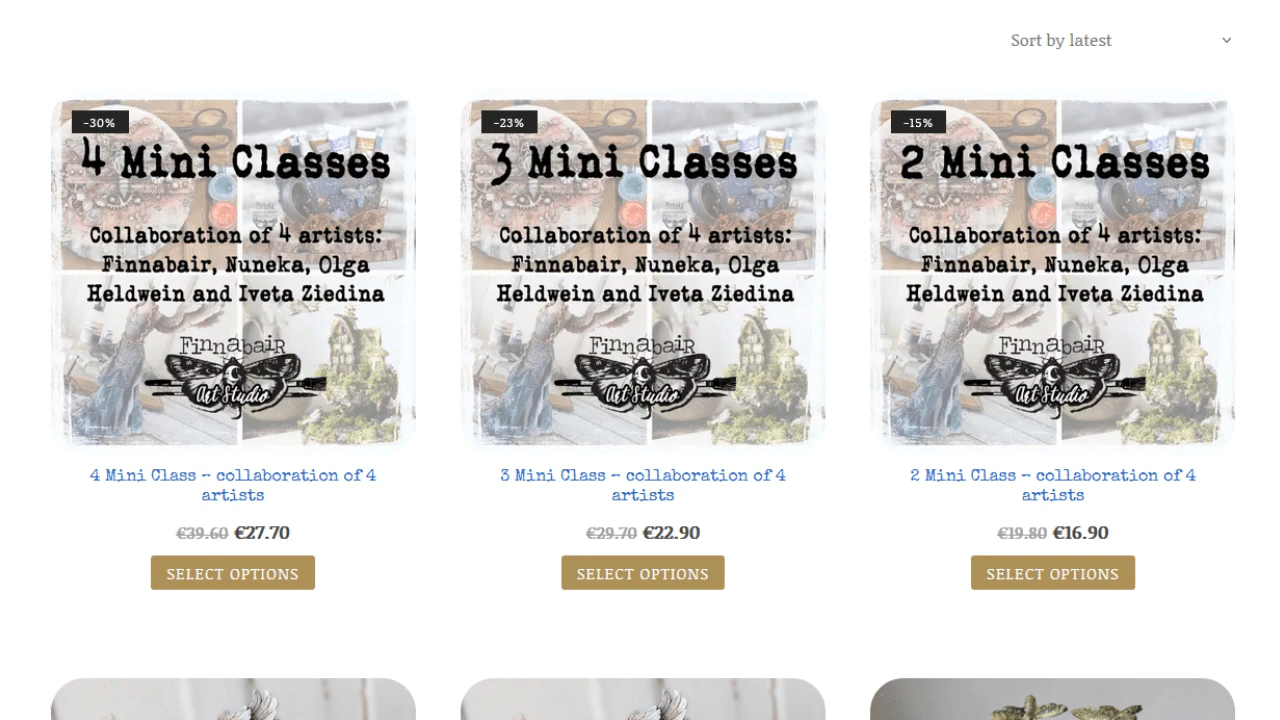 Sort by latest
-30%
4 Mini Classes
Collaboration of 4 artists:
Finnabair, Nuneka, Olga
Heldwein and Iveta Ziedina
Finnabair
Art Studio
-23%
3 Mini Classes
Collaboration of 4 artists:
Finnabair, Nuneka, Olga
Heldwein and Iveta Ziedina
Finnabair
Art Studio
-15%
2 Mini Classes
Collaboration of 4 artists:
Finnabair, Nuneka, Olga
Heldwein and Iveta Ziedina
Finnabair
Art Studio
4 Mini Class – collaboration of 4
artists
€39.60 €27.70
SELECT OPTIONS
3 Mini Class – collaboration of 4
artists
€29.70 €22.90
SELECT OPTIONS
2 Mini Class – collaboration of 4
artists
€19.80 €16.90
SELECT OPTIONS